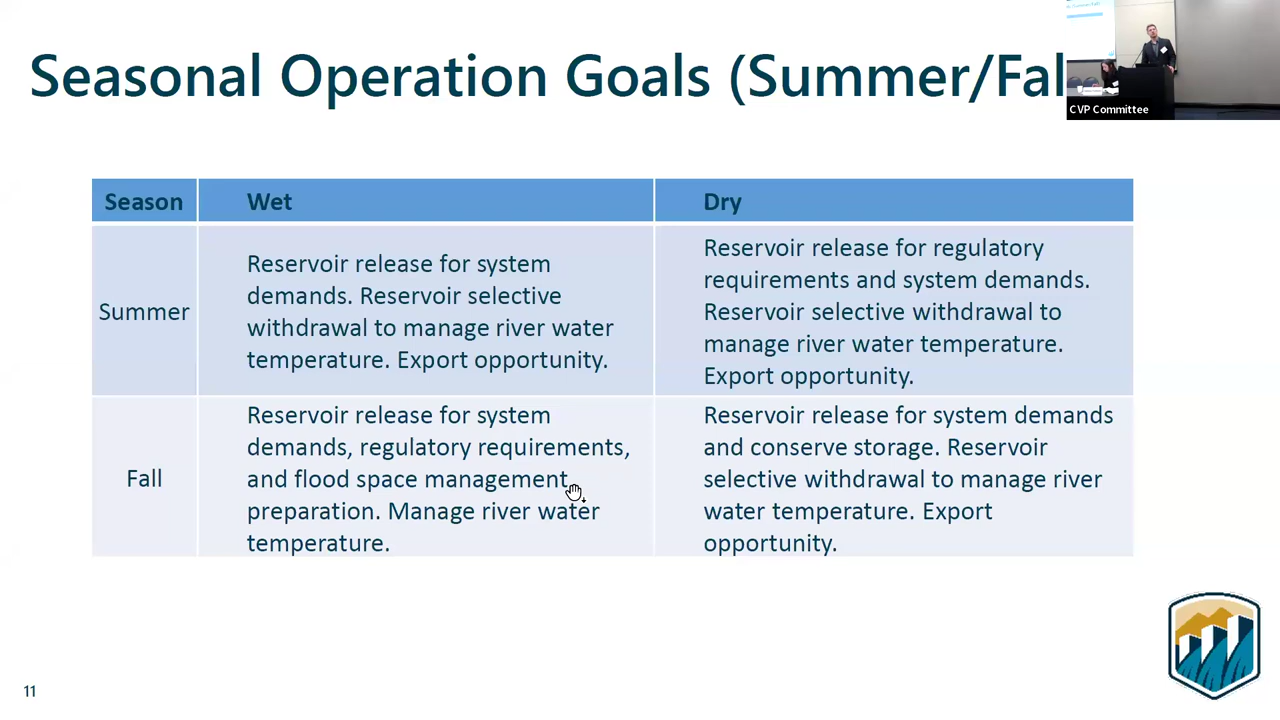 Seasonal Operation Goals (Summer/Fal
CVP Committee
Season Wet Dry
Summer
Reservoir release for system
demands. Reservoir selective
withdrawal to manage river water
temperature. Export opportunity.
Reservoir release for regulatory
requirements and system demands.
Reservoir selective withdrawal to
manage river water temperature.
Export opportunity.
Fall
Reservoir release for system
demands, regulatory requirements,
and flood space management
preparation. Manage river water
temperature.
Reservoir release for system demands
and conserve storage. Reservoir
selective withdrawal to manage river
water temperature. Export
opportunity.
11